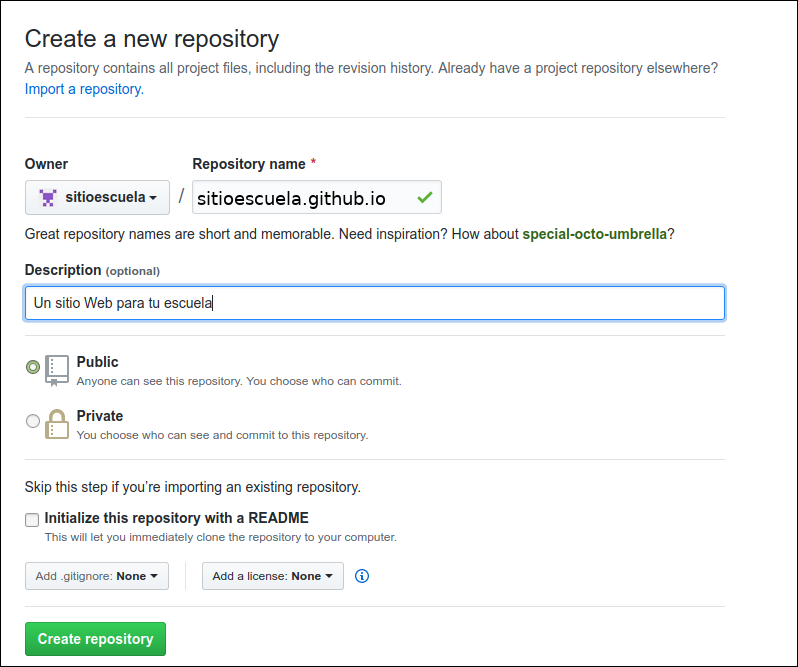 Create a new repository
A repository contains all project files, including the revision history. Already have a project repository elsewhere?
Import a repository.
Owner
Repository name *
sitioescuela
/
sitioescuela.github.io
Great repository names are short and memorable. Need inspiration? How about special-octo-umbrella?
Description (optional)
Un sitio Web para tu escuela
Public
Anyone can see this repository. You choose who can commit.
Private
You choose who can see and commit to this repository.
Skip this step if you’re importing an existing repository.
Initialize this repository with a README
This will let you immediately clone the repository to your computer.
Add .gitignore: None
Add a license: None
Create repository